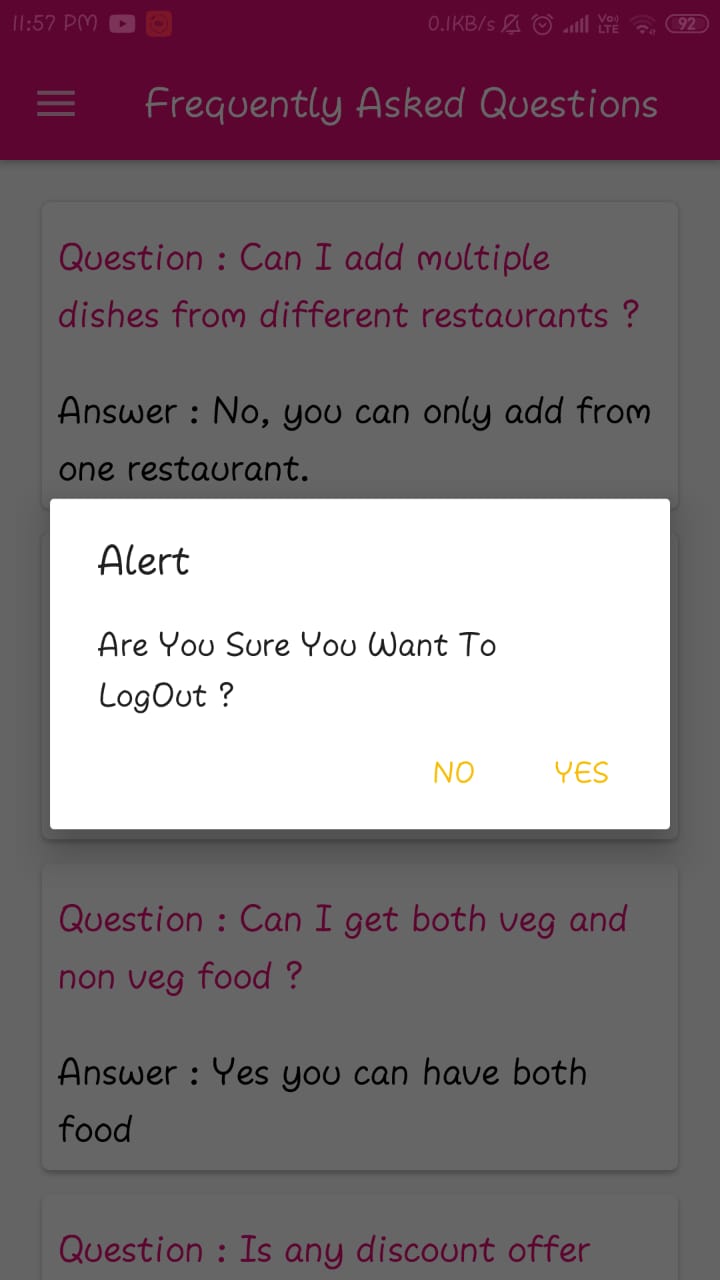 11:57 PM
0.1KB/s Vo) LTE 92
Frequently Asked Questions
Question : Can I add multiple
dishes from different restaurants ?
Answer : No, you can only add from
one restaurant.
Alert
Are You Sure You Want To
LogOut ?
NO YES
Question : Can I get both veg and
non veg food ?
Answer : Yes you can have both
food
Question : Is any discount offer